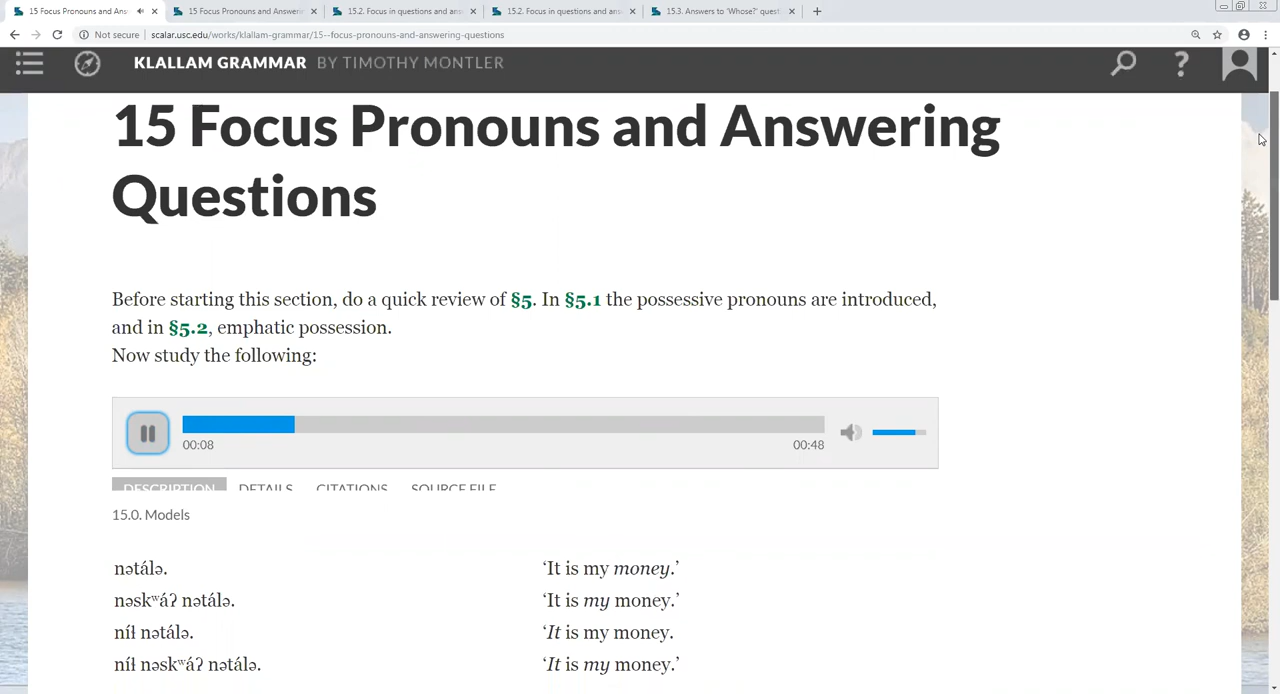 15 Focus Pronouns and Ans
15 Focus Pronouns and Answerin
15.2. Focus in questions and ans
15.2. Focus in questions and an
15.3. Answers to 'Whose?' quest
Not secure | scalar.usc.edu/works/klallam-grammar/15--focus-pronouns-and-answering-questions
KLALLAM GRAMMAR BY TIMOTHY MONTLER
15 Focus Pronouns and Answering
Questions
Before starting this section, do a quick review of §5. In §5.1 the possessive pronouns are introduced,
and in §5.2, emphatic possession.
Now study the following:
00:08 00:48
DESCRIPTION DETAILS CITATIONS SOURCE FILE
15.0. Models
nətálə. ‘It is my money.’
nəskʷáʔ nətálə. ‘It is my money.’
níɬ nətálə. ‘It is my money.
níɬ nəskʷáʔ nətálə. ‘It is my money.’